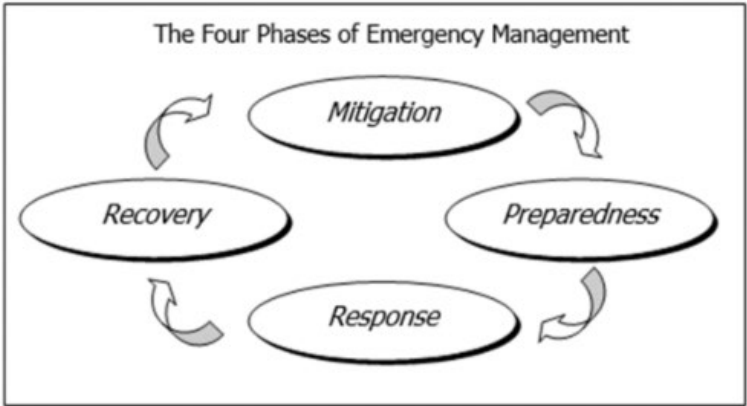 The Four Phases of Emergency Management
Mitigation
Recovery
Preparedness
Response